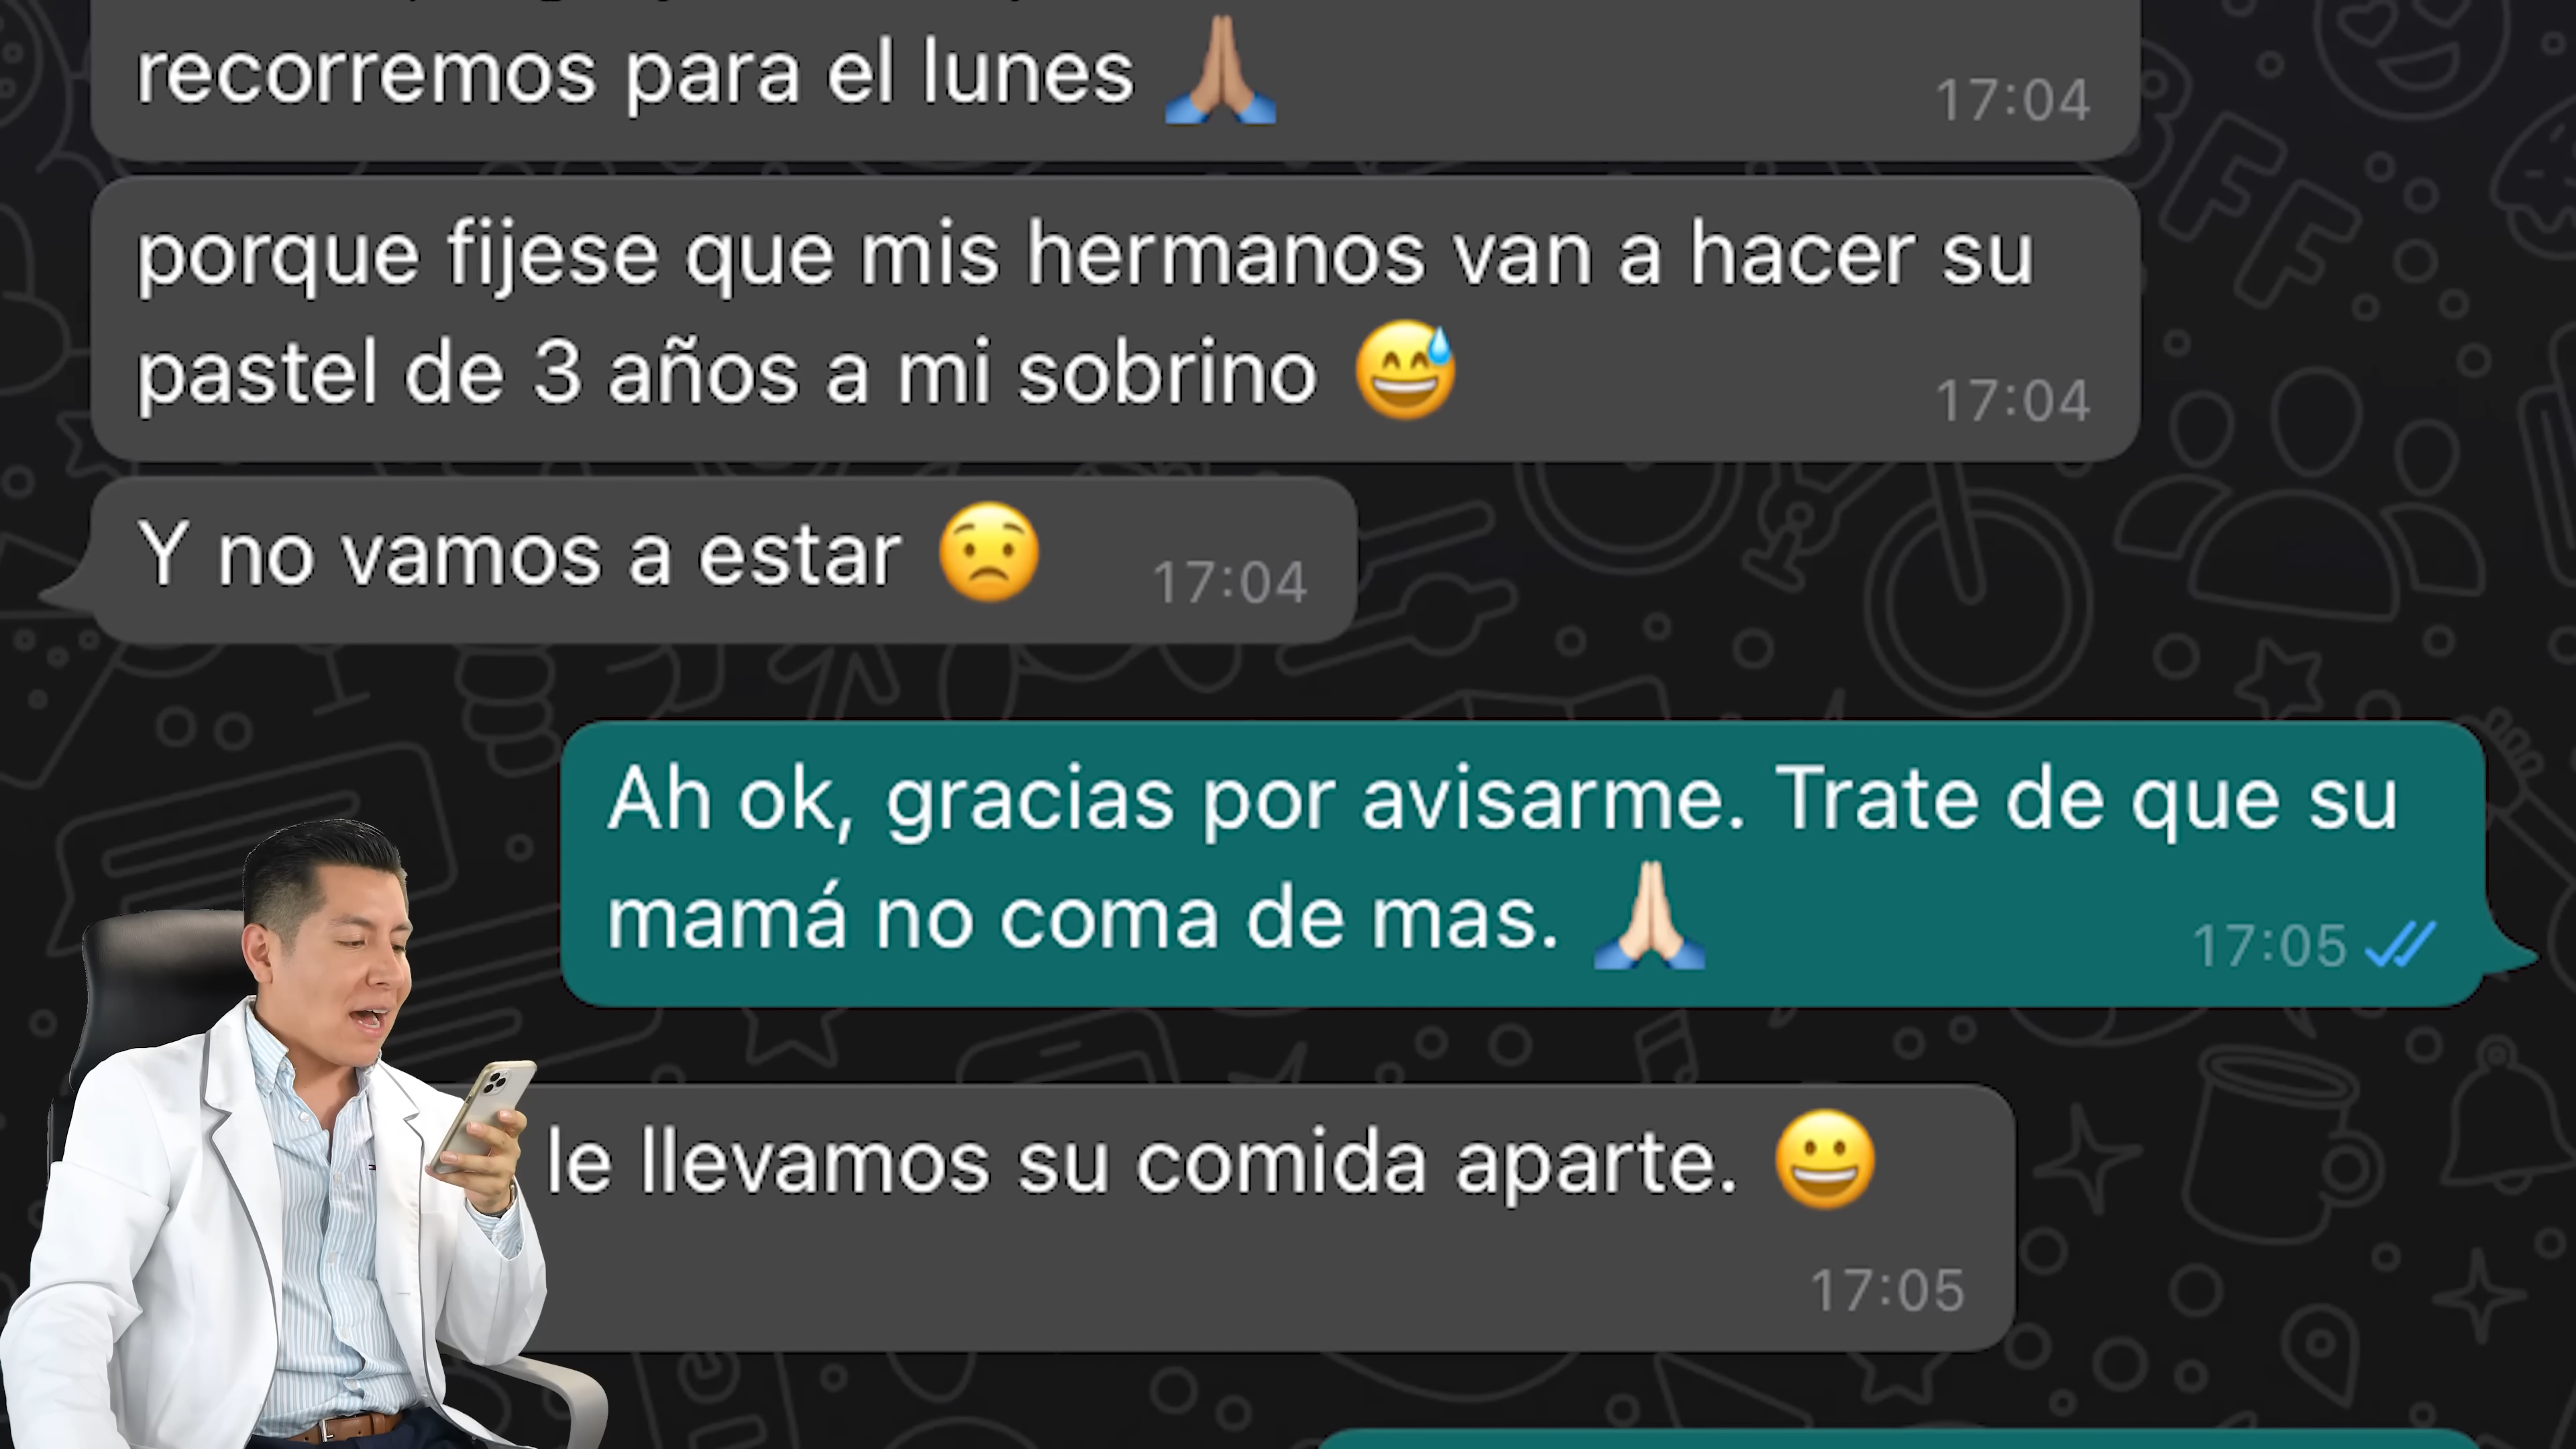 recorremos para el lunes 🙏🏽
17:04
porque fijese que mis hermanos van a hacer su
pastel de 3 años a mi sobrino 😅
17:04
Y no vamos a estar 😟 17:04
Ah ok, gracias por avisarme. Trate de que su
mamá no coma de mas. 🙏🏻
17:05
le llevamos su comida aparte. 😀
17:05